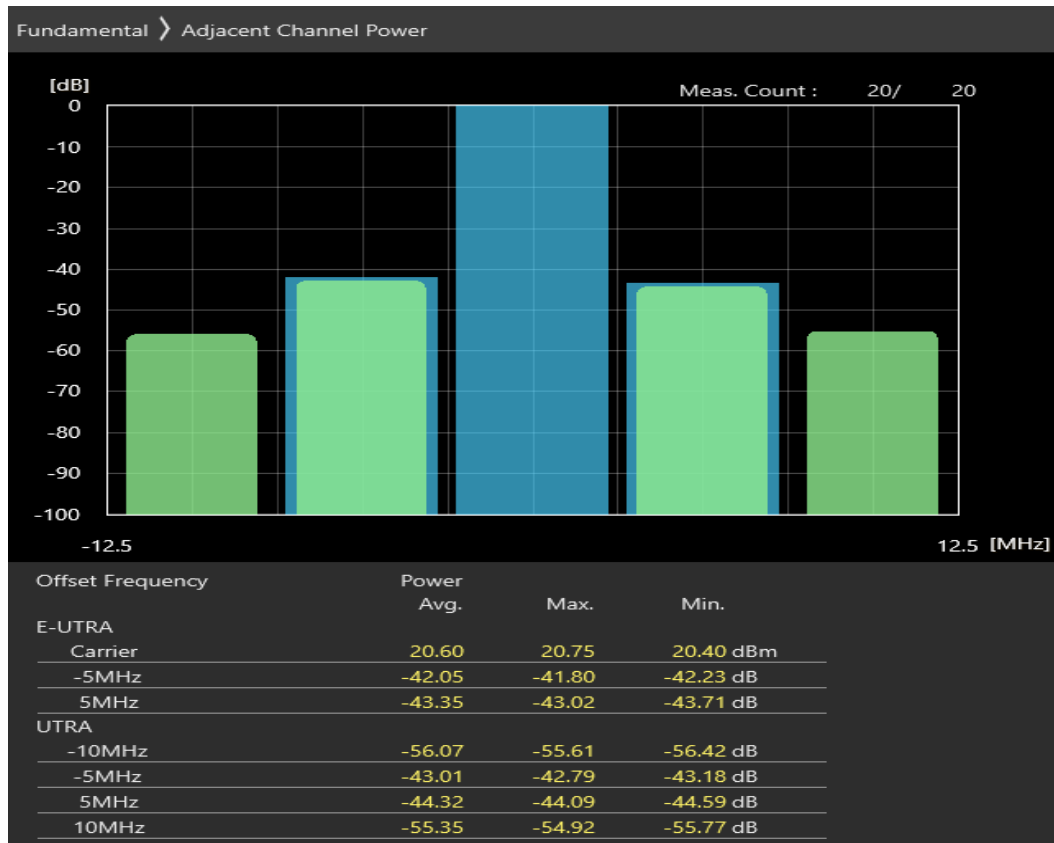 Fundamental ❭ Adjacent Channel Power
[dB]
Meas. Count : 20/ 20
0
-10
-20
-30
-40
-50
-60
-70
-80
-90
-100
-12.5 12.5 [MHz]
Offset Frequency Power
Avg. Max. Min.
E-UTRA
Carrier 20.60 20.75 20.40 dBm
-5MHz -42.05 -41.80 -42.23 dB
5MHz -43.35 -43.02 -43.71 dB
UTRA
-10MHz -56.07 -55.61 -56.42 dB
-5MHz -43.01 -42.79 -43.18 dB
5MHz -44.32 -44.09 -44.59 dB
10MHz -55.35 -54.92 -55.77 dB